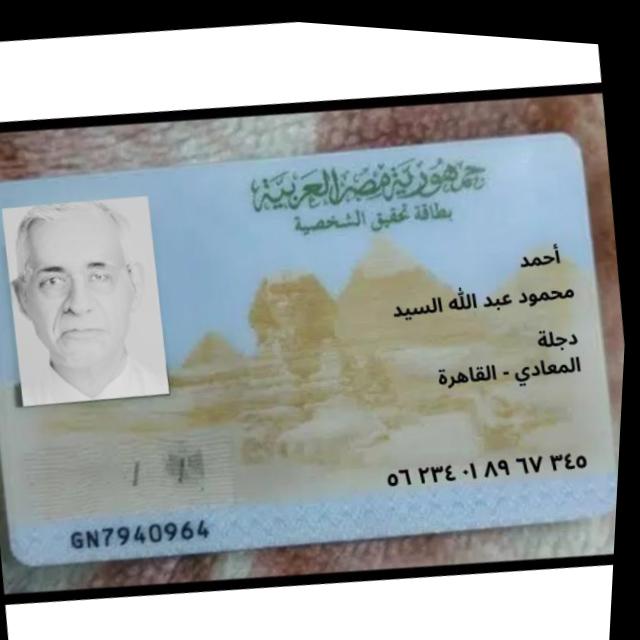 جمهورية مصر العربية
بطاقة تحقيق الشخصية
أحمد
محمود عبد الله السيد
دجلة
المعادي - القاهرة
٥٦ ٢٣٤ ٠١ ٨٩ ٦٧ ٣٤٥
GN7940964